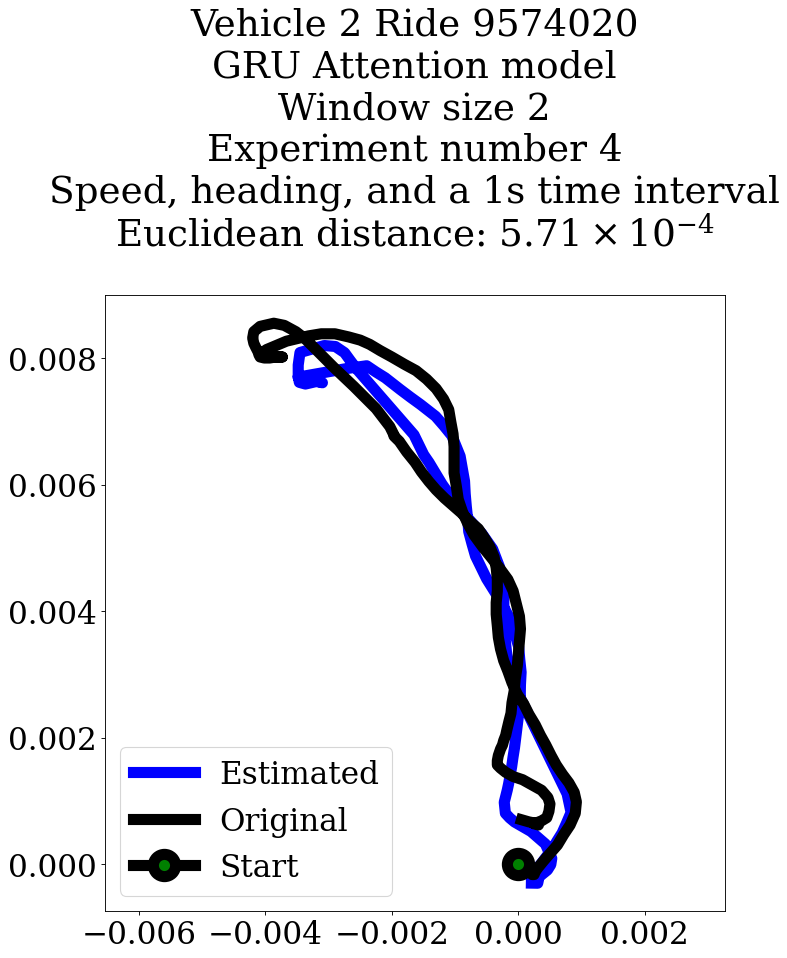 Vehicle 2 Ride 9574020
GRU Attention model
Window size 2
Experiment number 4
Speed, heading, and a 1s time interval
Euclidean distance: 5.71 × 10⁻⁴
0.008
0.006
0.004
0.002
0.000
Estimated
Original
Start
−0.006 −0.004 −0.002 0.000 0.002